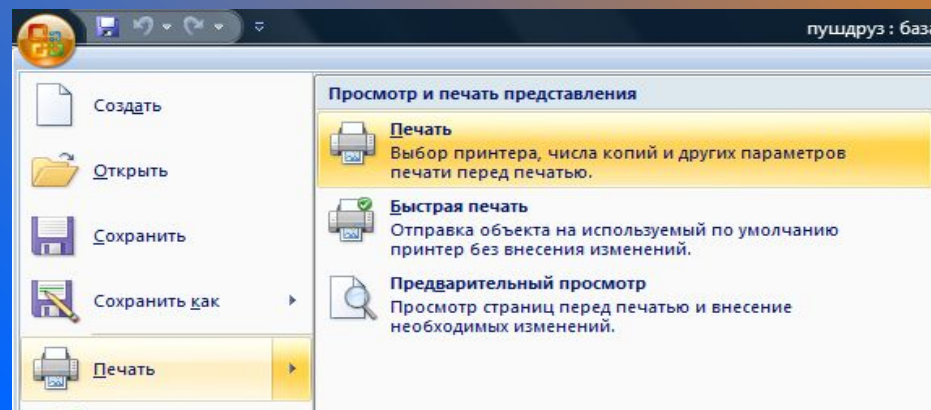 пушдруз : база
Создать
Открыть
Сохранить
Сохранить как
Печать
Просмотр и печать представления
Печать
Выбор принтера, числа копий и других параметров
печати перед печатью.
Быстрая печать
Отправка объекта на используемый по умолчанию
принтер без внесения изменений.
Предварительный просмотр
Просмотр страниц перед печатью и внесение
необходимых изменений.